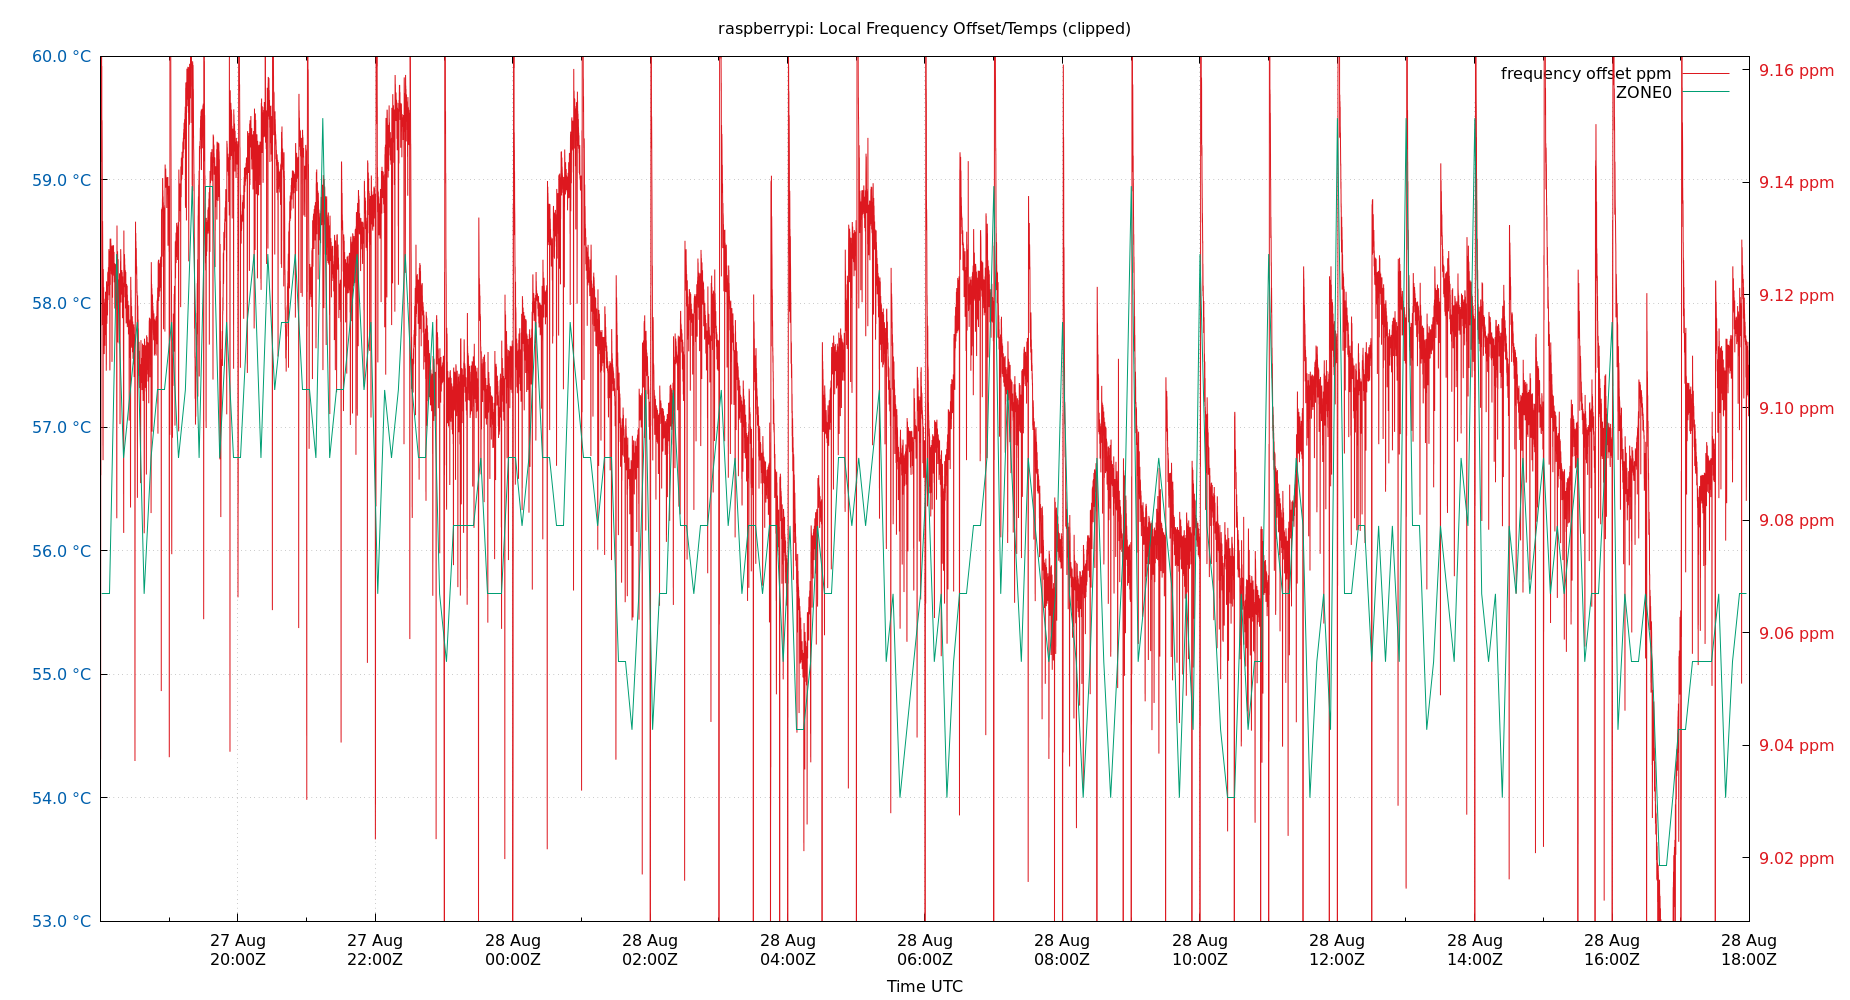 raspberrypi: Local Frequency Offset/Temps (clipped)
60.0 °C
59.0 °C
58.0 °C
57.0 °C
56.0 °C
55.0 °C
54.0 °C
53.0 °C
frequency offset ppm
ZONE0
9.16 ppm
9.14 ppm
9.12 ppm
9.10 ppm
9.08 ppm
9.06 ppm
9.04 ppm
9.02 ppm
27 Aug 27 Aug 28 Aug 28 Aug 28 Aug 28 Aug 28 Aug 28 Aug 28 Aug 28 Aug 28 Aug 28 Aug
20:00Z 22:00Z 00:00Z 02:00Z 04:00Z 06:00Z 08:00Z 10:00Z 12:00Z 14:00Z 16:00Z 18:00Z
Time UTC